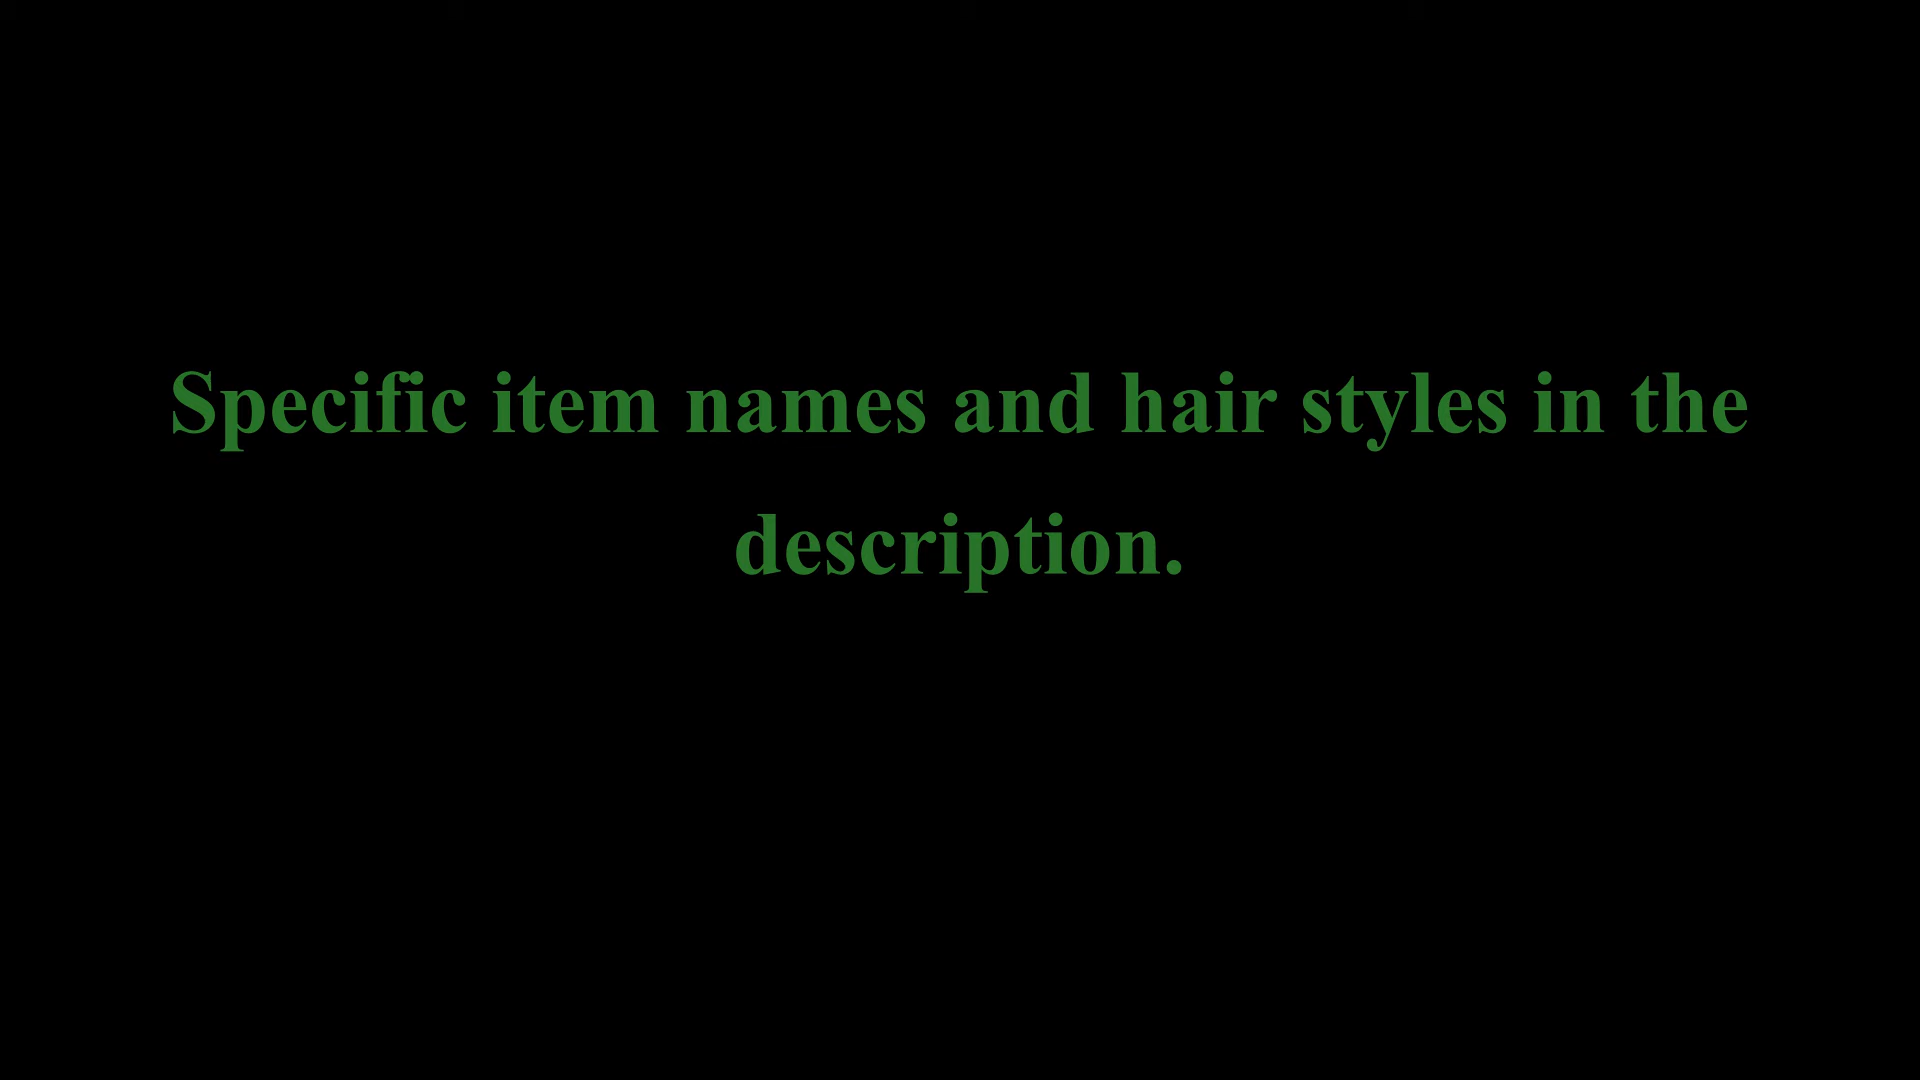 Specific item names and hair styles in the
description.